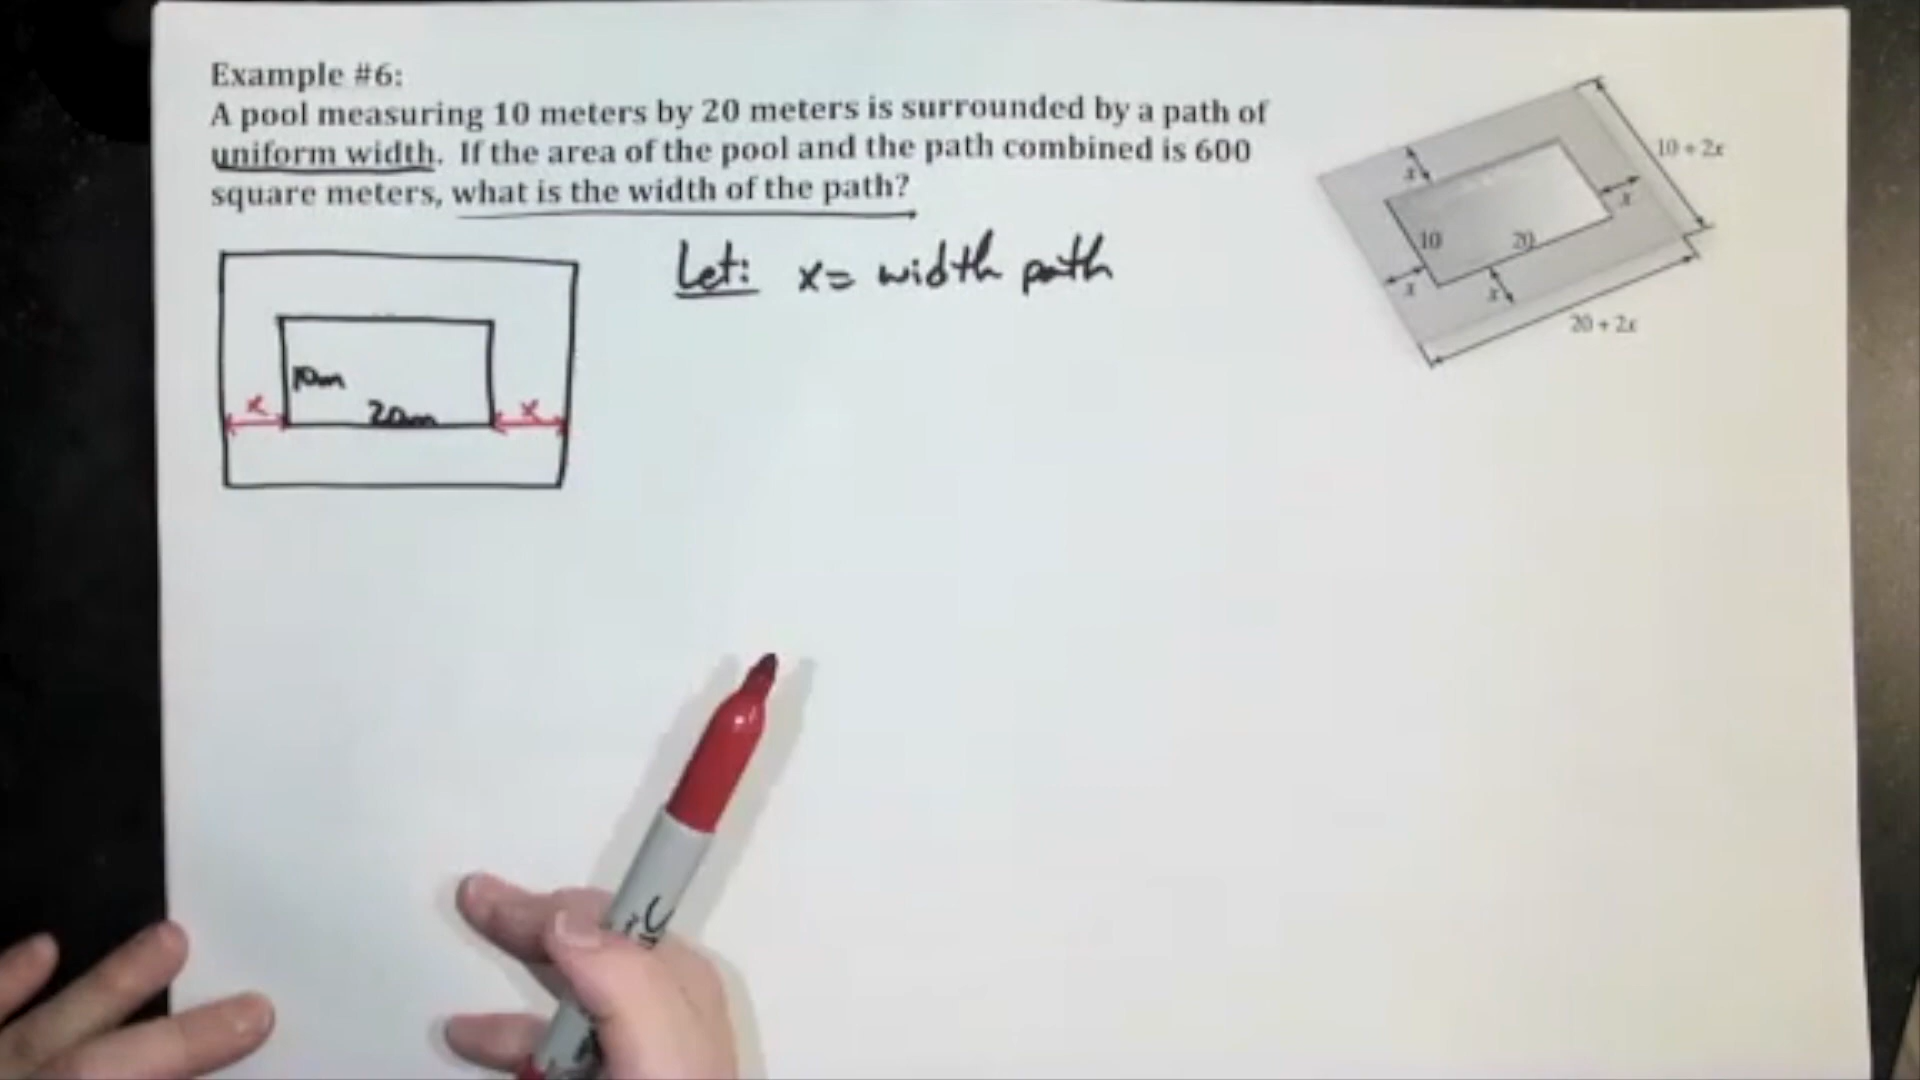 Example #6:
A pool measuring 10 meters by 20 meters is surrounded by a path of
uniform width. If the area of the pool and the path combined is 600
square meters, what is the width of the path?
Let: x = width path
10m
20m
x
x
10 + 2x
x
x
10
20
x
x
20 + 2x